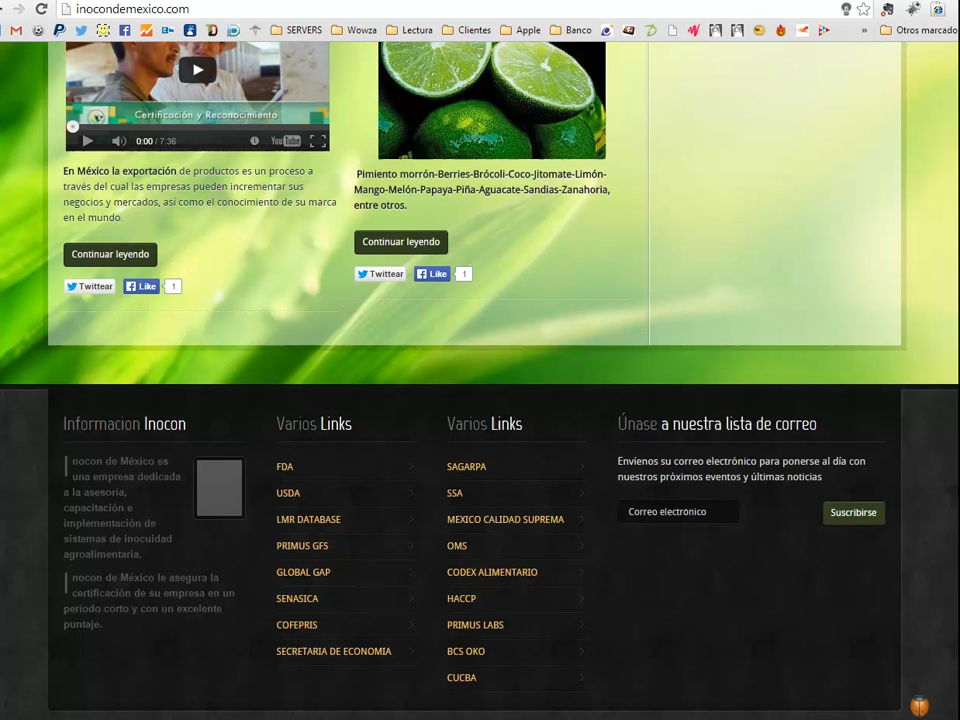 inocondemexico.com
SERVERS Wowza Lectura Clientes Apple Banco » Otros marcado
Certificación y Reconocimiento
0:00 / 7:36 YouTube
En México la exportación de productos es un proceso a
través del cual las empresas pueden incrementar sus
negocios y mercados, así como el conocimiento de su marca
en el mundo.
Continuar leyendo
Twittear Like 1
Pimiento morrón-Berries-Brócoli-Coco-Jitomate-Limón-
Mango-Melón-Papaya-Piña-Aguacate-Sandias-Zanahoria,
entre otros.
Continuar leyendo
Twittear Like 1
Informacion Inocon
Inocon de México es
una empresa dedicada
a la asesoría,
capacitación e
implementación de
sistemas de inocuidad
agroalimentaria.
Inocon de México le asegura la
certificación de su empresa en un
periodo corto y con un excelente
puntaje.
Varios Links
FDA
USDA
LMR DATABASE
PRIMUS GFS
GLOBAL GAP
SENASICA
COFEPRIS
SECRETARIA DE ECONOMIA
Varios Links
SAGARPA
SSA
MEXICO CALIDAD SUPREMA
OMS
CODEX ALIMENTARIO
HACCP
PRIMUS LABS
BCS OKO
CUCBA
Únase a nuestra lista de correo
Envíenos su correo electrónico para ponerse al día con
nuestros próximos eventos y últimas noticias
Correo electrónico
Suscribirse